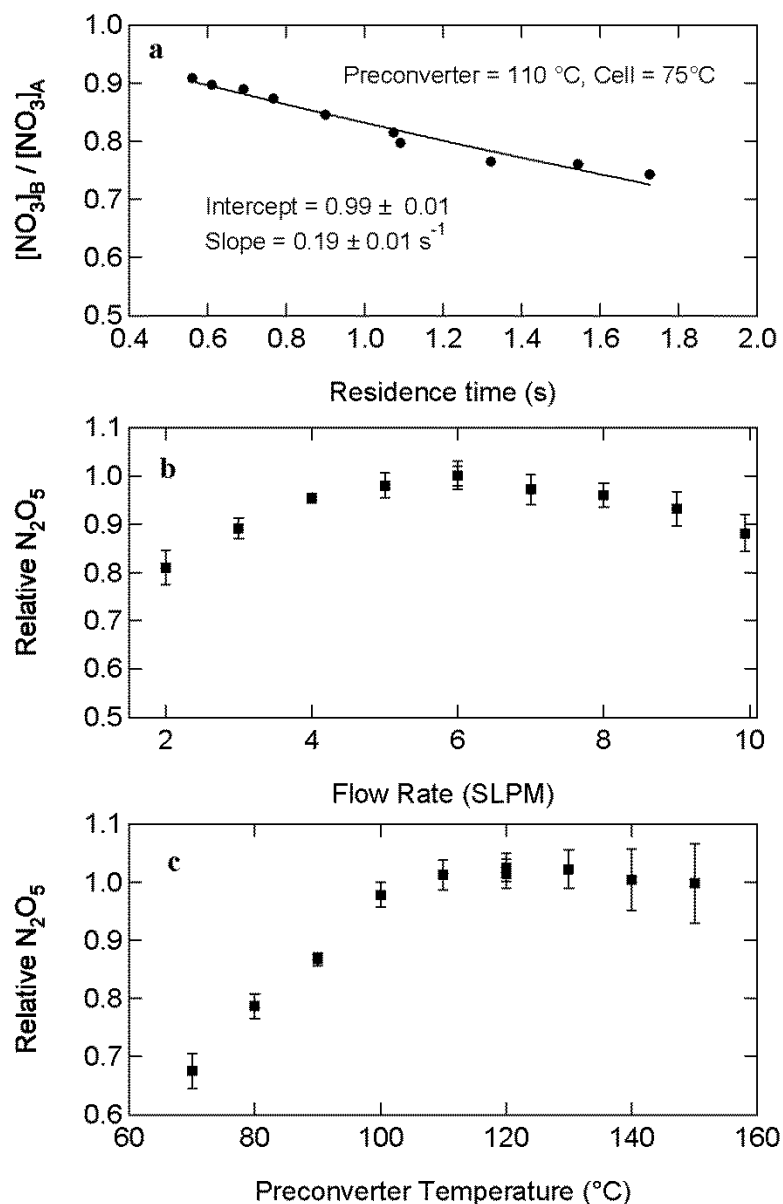 a
Preconverter = 110 °C, Cell = 75°C
Intercept = 0.99 ± 0.01
Slope = 0.19 ± 0.01 s⁻¹
[NO₃]B / [NO₃]A
1.0
0.9
0.8
0.7
0.6
0.5
0.4 0.6 0.8 1.0 1.2 1.4 1.6 1.8 2.0
Residence time (s)
b
Relative N₂O₅
1.1
1.0
0.9
0.8
0.7
0.6
0.5
2 4 6 8 10
Flow Rate (SLPM)
c
Relative N₂O₅
1.1
1.0
0.9
0.8
0.7
0.6
60 80 100 120 140 160
Preconverter Temperature (°C)